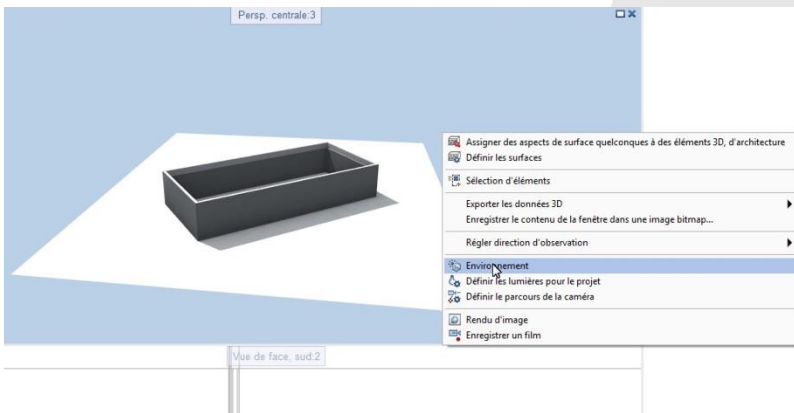 Persp. centrale:3
Assigner des aspects de surface quelconques à des éléments 3D, d'architecture
Définir les surfaces
Sélection d'éléments
Exporter les données 3D
Enregistrer le contenu de la fenêtre dans une image bitmap...
Régler direction d'observation
Environnement
Définir les lumières pour le projet
Définir le parcours de la caméra
Rendu d'image
Enregistrer un film
Vue de face, sud:2